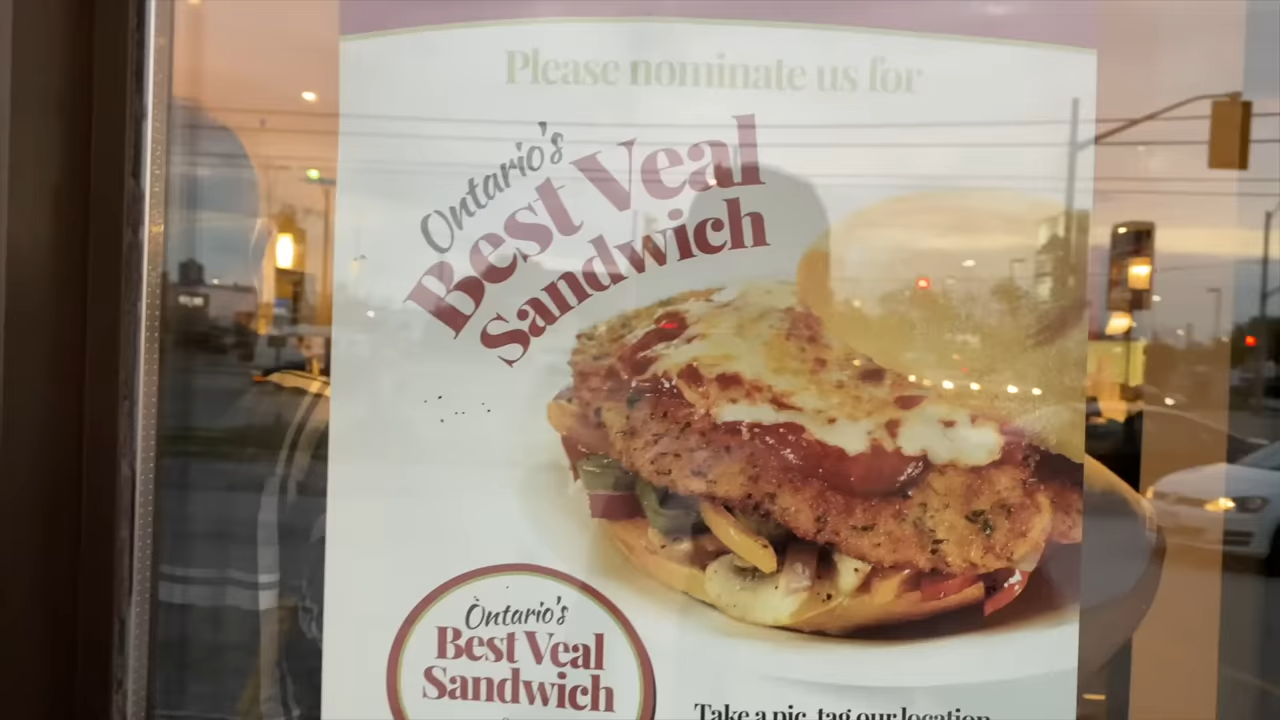 Please nominate us for
Ontario's
Best Veal
Sandwich
Ontario's
Best Veal
Sandwich
Take a pic, tag our location